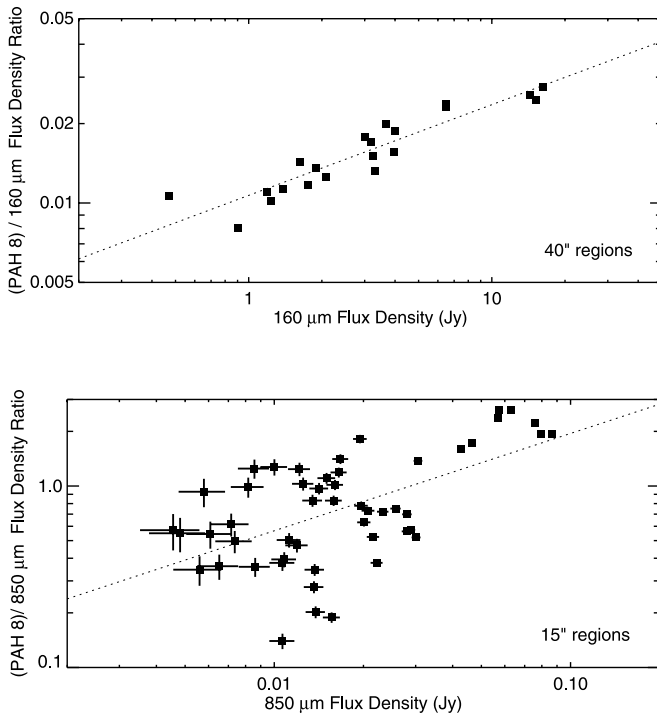 (PAH 8) / 160 µm Flux Density Ratio
0.05
0.02
0.01
0.005
40" regions
1
10
160 µm Flux Density (Jy)
(PAH 8)/ 850 µm Flux Density Ratio
1.0
0.1
15" regions
0.01
0.10
850 µm Flux Density (Jy)